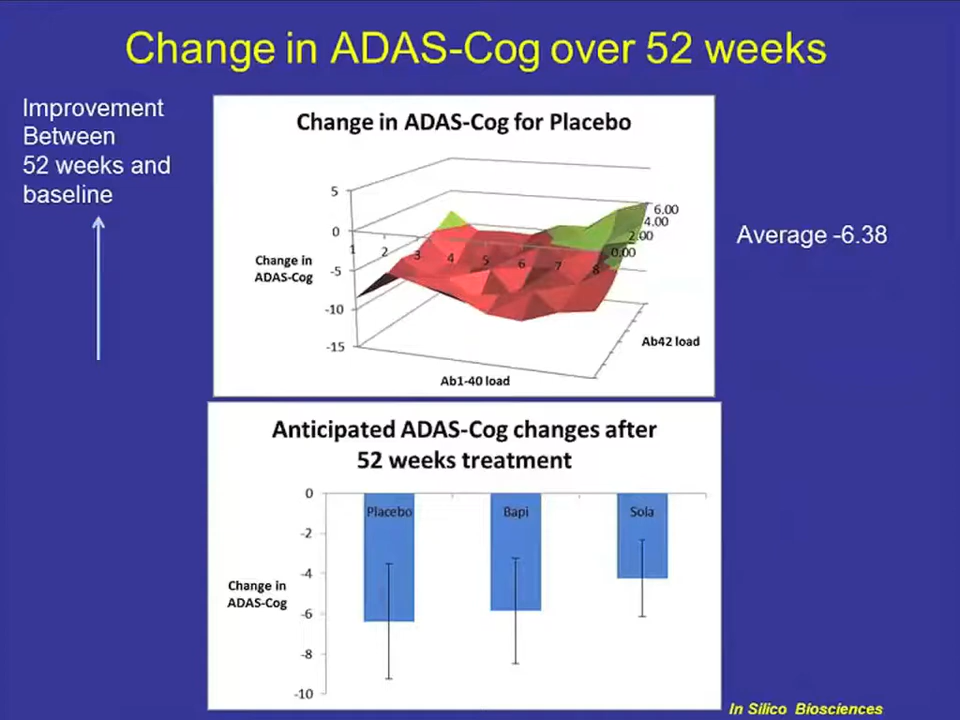 Change in ADAS-Cog over 52 weeks
Improvement
Between
52 weeks and
baseline
Change in ADAS-Cog for Placebo
5
0
-5
-10
-15
Change in
ADAS-Cog
1
2
3
4
5
6
7
8
6.00
4.00
2.00
0.00
Ab42 load
Ab1-40 load
Average -6.38
Anticipated ADAS-Cog changes after
52 weeks treatment
0
-2
-4
-6
-8
-10
Change in
ADAS-Cog
Placebo
Bapi
Sola
In Silico Biosciences